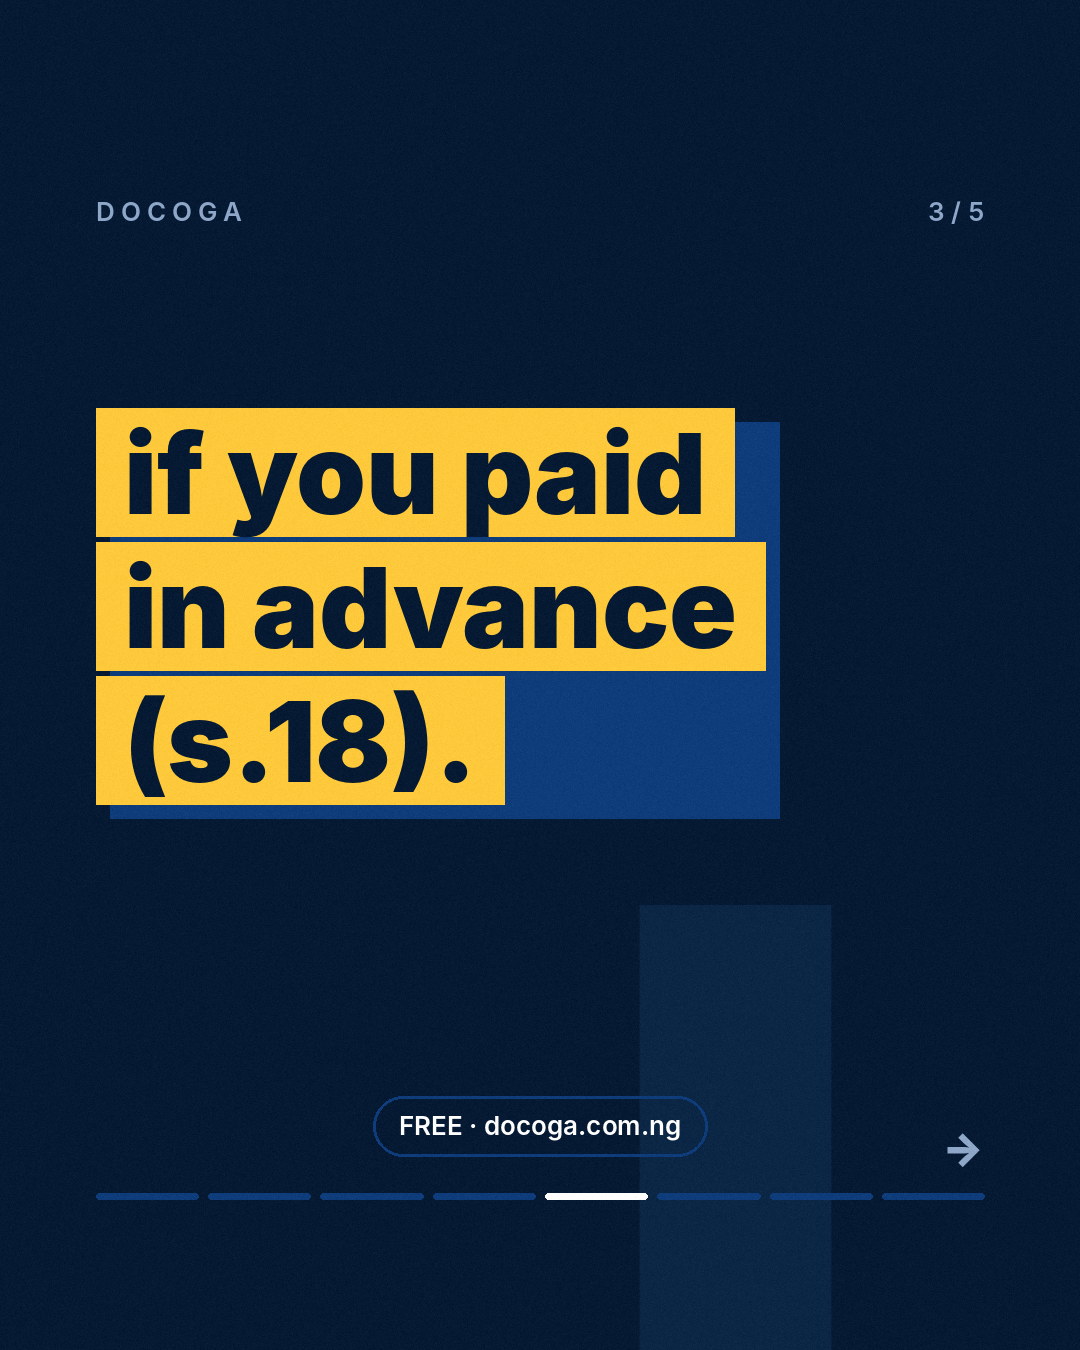 DOCOGA
3 / 5
if you paid
in advance
(s.18).
FREE · docoga.com.ng
→